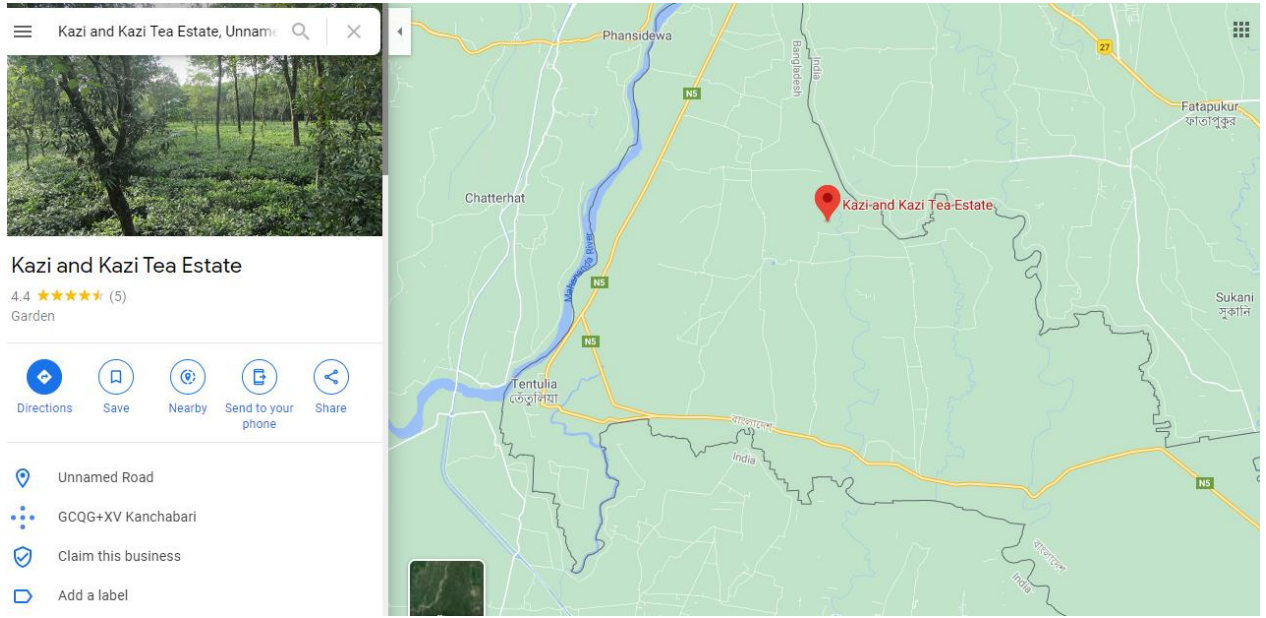 Kazi and Kazi Tea Estate, Unname
Kazi and Kazi Tea Estate
4.4 (5)
Garden
Directions
Save
Nearby
Send to your
phone
Share
Unnamed Road
GCQG+XV Kanchabari
Claim this business
Add a label
Phansidewa
Bangladesh
India
27
N5
Fatapukur
ফাতাপুকুর
Chatterhat
Kazi and Kazi Tea Estate
Mahananda River
N5
Sukani
সুকানি
N5
Tentulia
তেঁতুলিয়া
বাংলাদেশ
India
N5
বাংলাদেশ
India